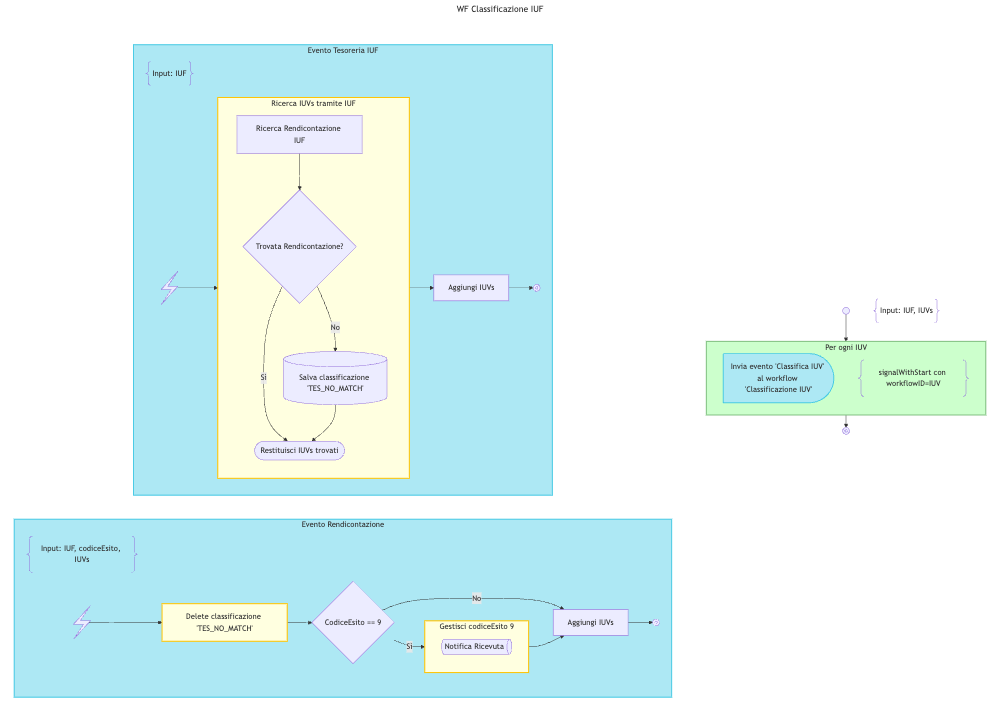 WF Classificazione IUF
Evento Tesoreria IUF
Input: IUF
Ricerca IUVs tramite IUF
Ricerca Rendicontazione
IUF
Trovata Rendicontazione?
No
Sì
Salva classificazione
'TES_NO_MATCH'
Restituisci IUVs trovati
Aggiungi IUVs
Input: IUF, IUVs
Per ogni IUV
Invia evento 'Classifica IUV'
al workflow
'Classificazione IUV'
signalWithStart con
workflowID=IUV
Evento Rendicontazione
Input: IUF, codiceEsito,
IUVs
Delete classificazione
'TES_NO_MATCH'
CodiceEsito == 9
No
Sì
Gestisci codiceEsito 9
Notifica Ricevuta
Aggiungi IUVs